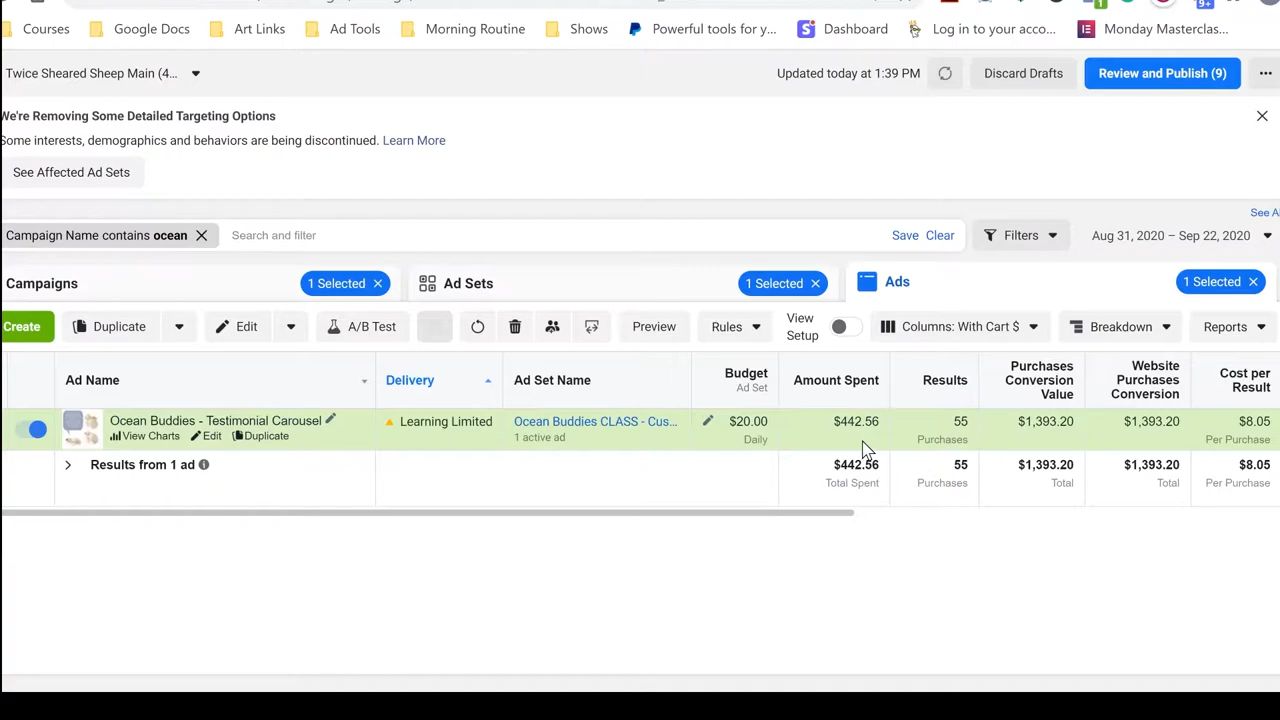 1
9+
Courses Google Docs Art Links Ad Tools Morning Routine Shows Powerful tools for y... Dashboard Log in to your acco... Monday Masterclas...
Twice Sheared Sheep Main (4... Updated today at 1:39 PM Discard Drafts Review and Publish (9)
We're Removing Some Detailed Targeting Options
Some interests, demographics and behaviors are being discontinued. Learn More
See Affected Ad Sets
See Al
Campaign Name contains ocean Search and filter Save Clear Filters Aug 31, 2020 – Sep 22, 2020
Campaigns 1 Selected Ad Sets 1 Selected Ads 1 Selected
Create Duplicate Edit A/B Test Preview Rules View Setup Columns: With Cart $ Breakdown Reports
Ad Name Delivery Ad Set Name Budget Amount Spent Results Purchases Conversion Value Website Purchases Conversion Cost per Result
Ad Set
Ocean Buddies - Testimonial Carousel Learning Limited Ocean Buddies CLASS - Cus... $20.00 $442.56 55 $1,393.20 $1,393.20 $8.05
View Charts Edit Duplicate 1 active ad Daily Purchases Per Purchase
Results from 1 ad $442.56 55 $1,393.20 $1,393.20 $8.05
Total Spent Purchases Total Total Per Purchase